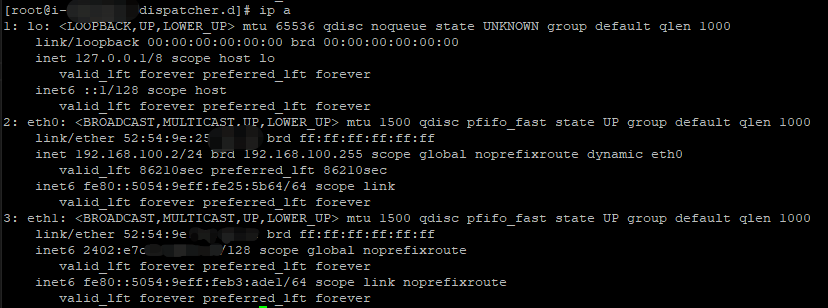 [root@i- dispatcher.d]# ip a
1: lo: <LOOPBACK,UP,LOWER_UP> mtu 65536 qdisc noqueue state UNKNOWN group default qlen 1000
    link/loopback 00:00:00:00:00:00 brd 00:00:00:00:00:00
    inet 127.0.0.1/8 scope host lo
       valid_lft forever preferred_lft forever
    inet6 ::1/128 scope host
       valid_lft forever preferred_lft forever
2: eth0: <BROADCAST,MULTICAST,UP,LOWER_UP> mtu 1500 qdisc pfifo_fast state UP group default qlen 1000
    link/ether 52:54:9e:25 brd ff:ff:ff:ff:ff:ff
    inet 192.168.100.2/24 brd 192.168.100.255 scope global noprefixroute dynamic eth0
       valid_lft 86210sec preferred_lft 86210sec
    inet6 fe80::5054:9eff:fe25:5b64/64 scope link
       valid_lft forever preferred_lft forever
3: eth1: <BROADCAST,MULTICAST,UP,LOWER_UP> mtu 1500 qdisc pfifo_fast state UP group default qlen 1000
    link/ether 52:54:9e brd ff:ff:ff:ff:ff:ff
    inet6 2402:e7c /128 scope global noprefixroute
       valid_lft forever preferred_lft forever
    inet6 fe80::5054:9eff:feb3:ade1/64 scope link noprefixroute
       valid_lft forever preferred_lft forever